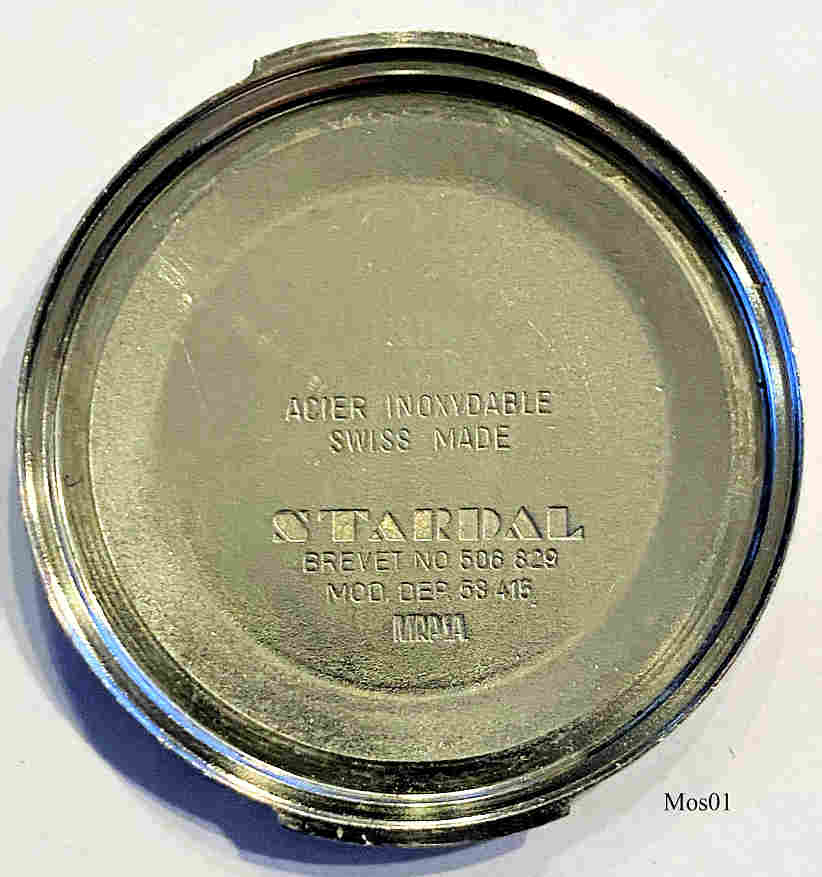 ACIER INOXYDABLE
SWISS MADE
STARDAL
BREVET NO 506 829
MOD. DEP. 58 415
Mos01